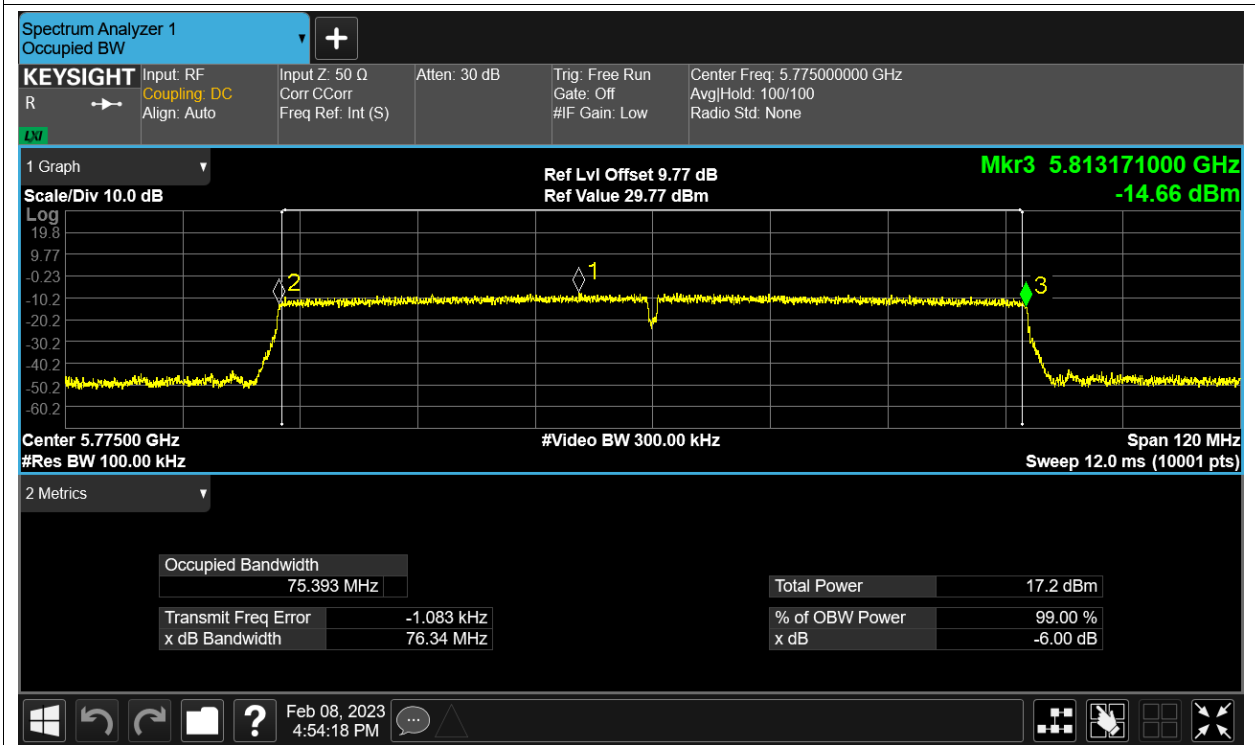 Spectrum Analyzer 1
Occupied BW
KEYSIGHT
R
LXI
Input: RF
Coupling: DC
Align: Auto
Input Z: 50 Ω
Corr CCorr
Freq Ref: Int (S)
Atten: 30 dB
Trig: Free Run
Gate: Off
#IF Gain: Low
Center Freq: 5.775000000 GHz
Avg|Hold: 100/100
Radio Std: None
1 Graph
Scale/Div 10.0 dB
Ref Lvl Offset 9.77 dB
Ref Value 29.77 dBm
Mkr3 5.813171000 GHz
-14.66 dBm
Log
19.8
9.77
-0.23
-10.2
-20.2
-30.2
-40.2
-50.2
-60.2
2
1
3
Center 5.77500 GHz
#Video BW 300.00 kHz
Span 120 MHz
#Res BW 100.00 kHz
Sweep 12.0 ms (10001 pts)
2 Metrics
Occupied Bandwidth
75.393 MHz
Transmit Freq Error -1.083 kHz
x dB Bandwidth 76.34 MHz
Total Power 17.2 dBm
% of OBW Power 99.00 %
x dB -6.00 dB
?
Feb 08, 2023
4:54:18 PM